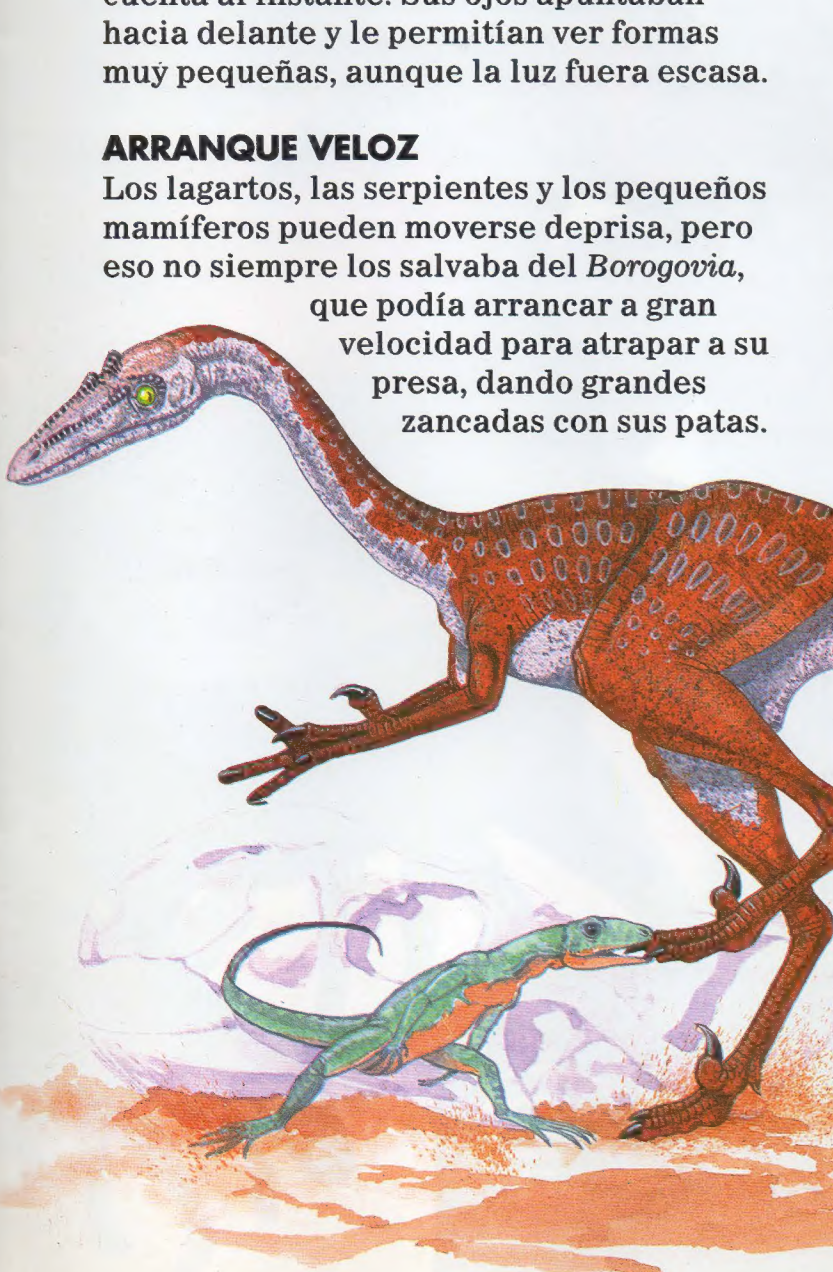 hacia delante y le permitían ver formas
muy pequeñas, aunque la luz fuera escasa.
ARRANQUE VELOZ
Los lagartos, las serpientes y los pequeños
mamíferos pueden moverse deprisa, pero
eso no siempre los salvaba del Borogovia,
que podía arrancar a gran
velocidad para atrapar a su
presa, dando grandes
zancadas con sus patas.